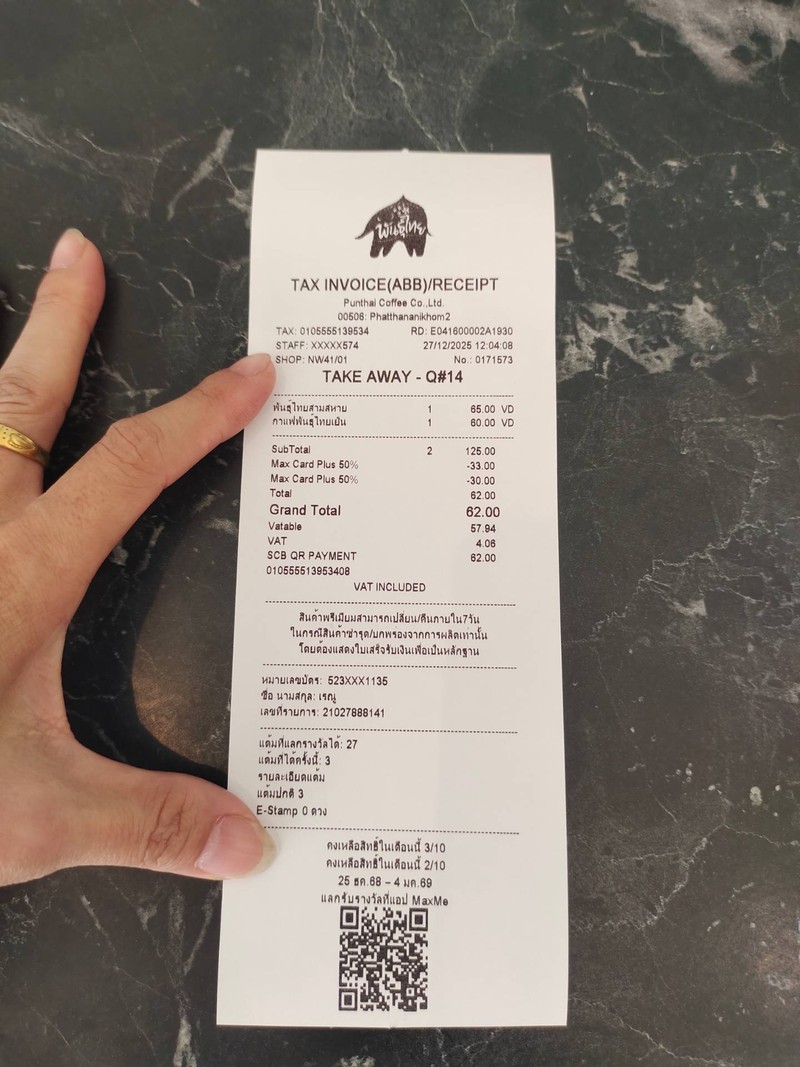 พันธุ์ไทย
TAX INVOICE(ABB)/RECEIPT
Punthai Coffee Co.,Ltd.
00506: Phatthananikhom2
TAX: 0105555139534 RD: E041600002A1930
STAFF: XXXXX574 27/12/2025 12:04:08
SHOP: NW41/01 No.: 0171573
TAKE AWAY - Q#14
พันธุ์ไทยสามสหาย 1 65.00 VD
กาแฟพันธุ์ไทยเย็น 1 60.00 VD
SubTotal 2 125.00
Max Card Plus 50% -33.00
Max Card Plus 50% -30.00
Total 62.00
Grand Total 62.00
Vatable 57.94
VAT 4.06
SCB QR PAYMENT 62.00
010555513953408
VAT INCLUDED
สินค้าพรีเมียมสามารถเปลี่ยน/คืนภายใน7วัน
ในกรณีสินค้าชำรุด/บกพร่องจากการผลิตเท่านั้น
โดยต้องแสดงใบเสร็จรับเงินเพื่อเป็นหลักฐาน
หมายเลขบัตร: 523XXX1135
ชื่อ นามสกุล: เรณู
เลขที่รายการ: 21027888141
แต้มที่แลกรางวัลได้: 27
แต้มที่ได้ครั้งนี้: 3
รายละเอียดแต้ม
แต้มปกติ 3
E-Stamp 0 ดวง
คงเหลือสิทธิ์ในเดือนนี้ 3/10
คงเหลือสิทธิ์ในเดือนนี้ 2/10
25 ธค.68 – 4 มค.69
แลกรับรางวัลที่แอป MaxMe